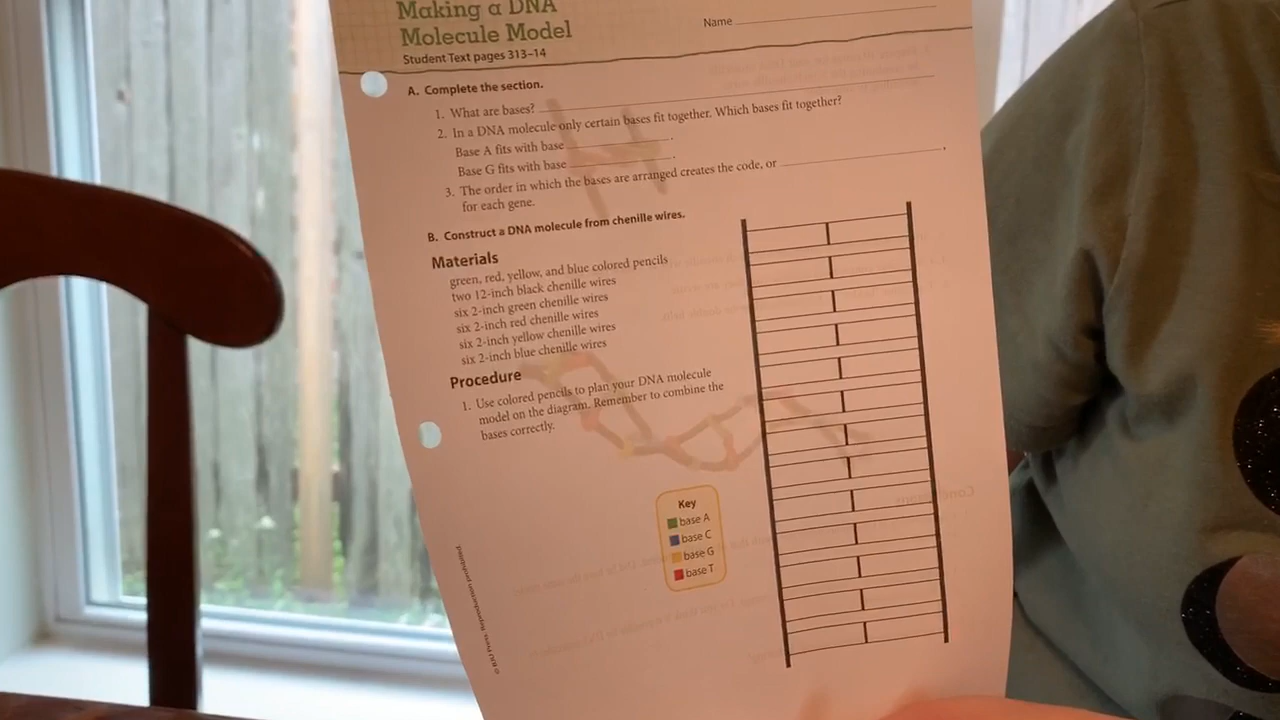 Making a DNA
Molecule Model
Name
Student Text pages 313–14
A. Complete the section.
1. What are bases?
2. In a DNA molecule only certain bases fit together. Which bases fit together?
Base A fits with base .
Base G fits with base .
3. The order in which the bases are arranged creates the code, or .
for each gene.
B. Construct a DNA molecule from chenille wires.
Materials
green, red, yellow, and blue colored pencils
two 12-inch black chenille wires
six 2-inch green chenille wires
six 2-inch red chenille wires
six 2-inch yellow chenille wires
six 2-inch blue chenille wires
Procedure
1. Use colored pencils to plan your DNA molecule
model on the diagram. Remember to combine the
bases correctly.
Key
base A
base C
base G
base T
© BJU Press. Reproduction prohibited.